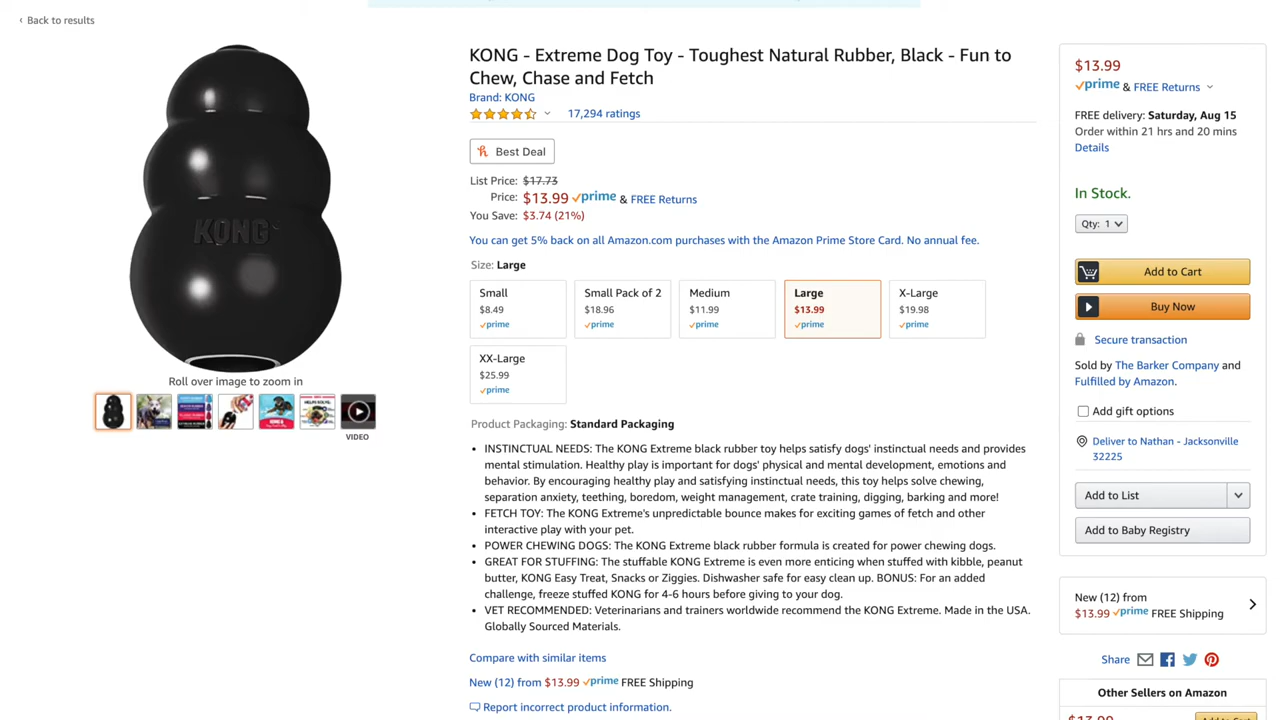 ‹ Back to results
KONG
Roll over image to zoom in
VIDEO
KONG - Extreme Dog Toy - Toughest Natural Rubber, Black - Fun to
Chew, Chase and Fetch
Brand: KONG
17,294 ratings
Best Deal
List Price: $17.73
Price: $13.99 prime & FREE Returns
You Save: $3.74 (21%)
You can get 5% back on all Amazon.com purchases with the Amazon Prime Store Card. No annual fee.
Size: Large
Small
$8.49
prime
Small Pack of 2
$18.96
prime
Medium
$11.99
prime
Large
$13.99
prime
X-Large
$19.98
prime
XX-Large
$25.99
prime
Product Packaging: Standard Packaging
• INSTINCTUAL NEEDS: The KONG Extreme black rubber toy helps satisfy dogs' instinctual needs and provides
mental stimulation. Healthy play is important for dogs' physical and mental development, emotions and
behavior. By encouraging healthy play and satisfying instinctual needs, this toy helps solve chewing,
separation anxiety, teething, boredom, weight management, crate training, digging, barking and more!
• FETCH TOY: The KONG Extreme's unpredictable bounce makes for exciting games of fetch and other
interactive play with your pet.
• POWER CHEWING DOGS: The KONG Extreme black rubber formula is created for power chewing dogs.
• GREAT FOR STUFFING: The stuffable KONG Extreme is even more enticing when stuffed with kibble, peanut
butter, KONG Easy Treat, Snacks or Ziggies. Dishwasher safe for easy clean up. BONUS: For an added
challenge, freeze stuffed KONG for 4-6 hours before giving to your dog.
• VET RECOMMENDED: Veterinarians and trainers worldwide recommend the KONG Extreme. Made in the USA.
Globally Sourced Materials.
Compare with similar items
New (12) from $13.99 prime FREE Shipping
Report incorrect product information.
$13.99
prime & FREE Returns
FREE delivery: Saturday, Aug 15
Order within 21 hrs and 20 mins
Details
In Stock.
Qty: 1
Add to Cart
Buy Now
Secure transaction
Sold by The Barker Company and
Fulfilled by Amazon.
Add gift options
Deliver to Nathan - Jacksonville
32225
Add to List
Add to Baby Registry
New (12) from
$13.99 prime FREE Shipping
Share
Other Sellers on Amazon
$13.99
Add to Cart